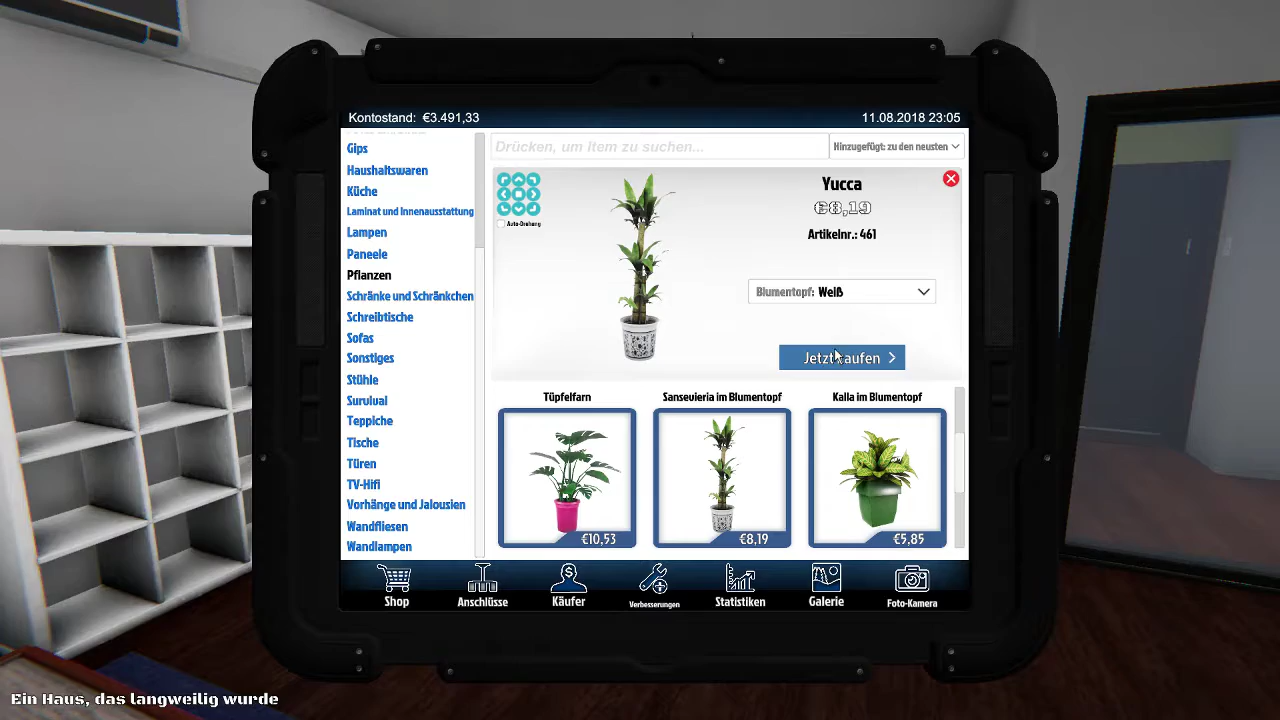 Kontostand: €3.491,33
11.08.2018 23:05
Gips
Haushaltswaren
Küche
Laminat und Innenausstattung
Lampen
Paneele
Pflanzen
Schränke und Schränkchen
Schreibtische
Sofas
Sonstiges
Stühle
Survival
Teppiche
Tische
Türen
TV-Hifi
Vorhänge und Jalousien
Wandfliesen
Wandlampen
Drücken, um Item zu suchen...
Hinzugefügt: zu den neusten
Auto-Drehung
Yucca
€8,19
Artikelnr.: 461
Blumentopf: Weiß
Jetzt kaufen
Tüpfelfarn
€10,53
Sansevieria im Blumentopf
€8,19
Kalla im Blumentopf
€5,85
Shop
Anschlüsse
Käufer
Verbesserungen
Statistiken
Galerie
Foto-Kamera
Ein Haus, das langweilig wurde